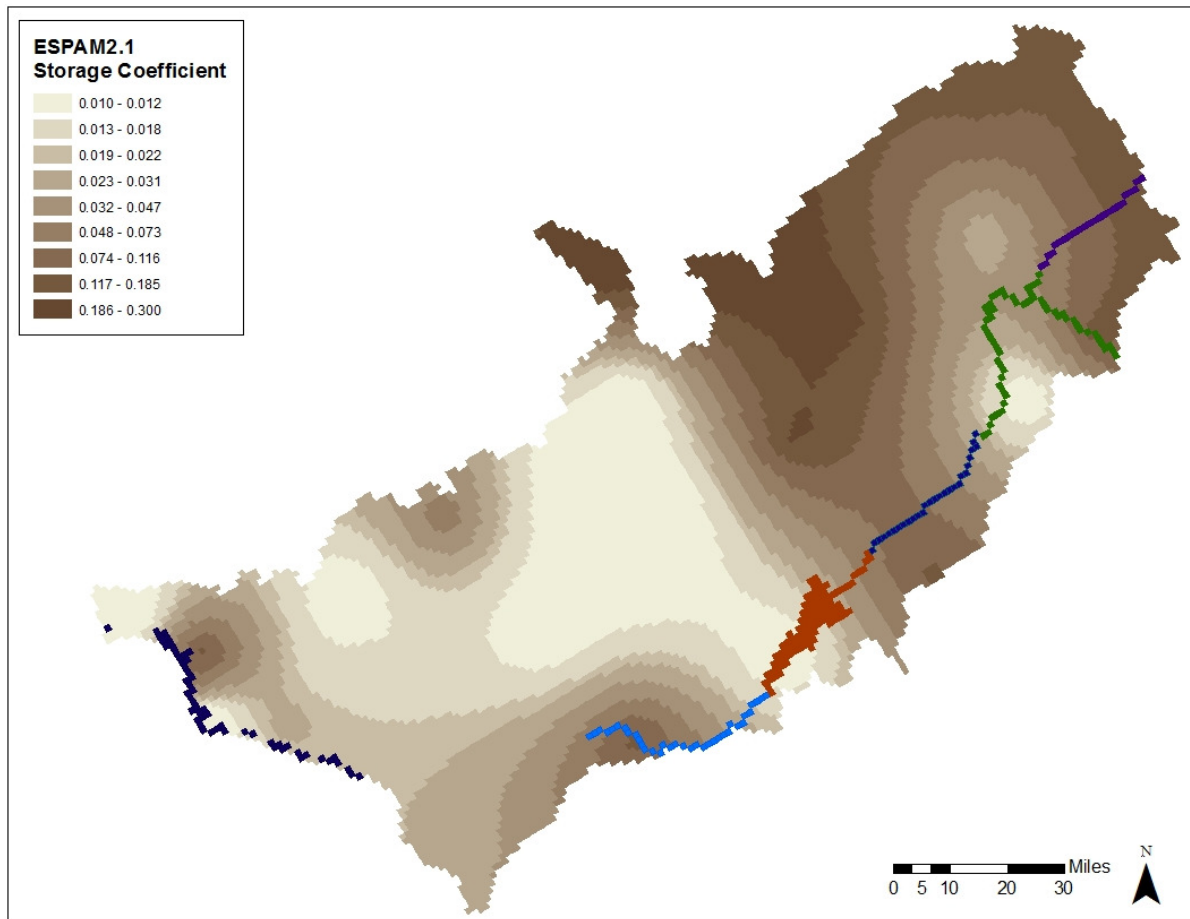 ESPAM2.1
Storage Coefficient
0.010 - 0.012
0.013 - 0.018
0.019 - 0.022
0.023 - 0.031
0.032 - 0.047
0.048 - 0.073
0.074 - 0.116
0.117 - 0.185
0.186 - 0.300
N
Miles
0 5 10 20 30